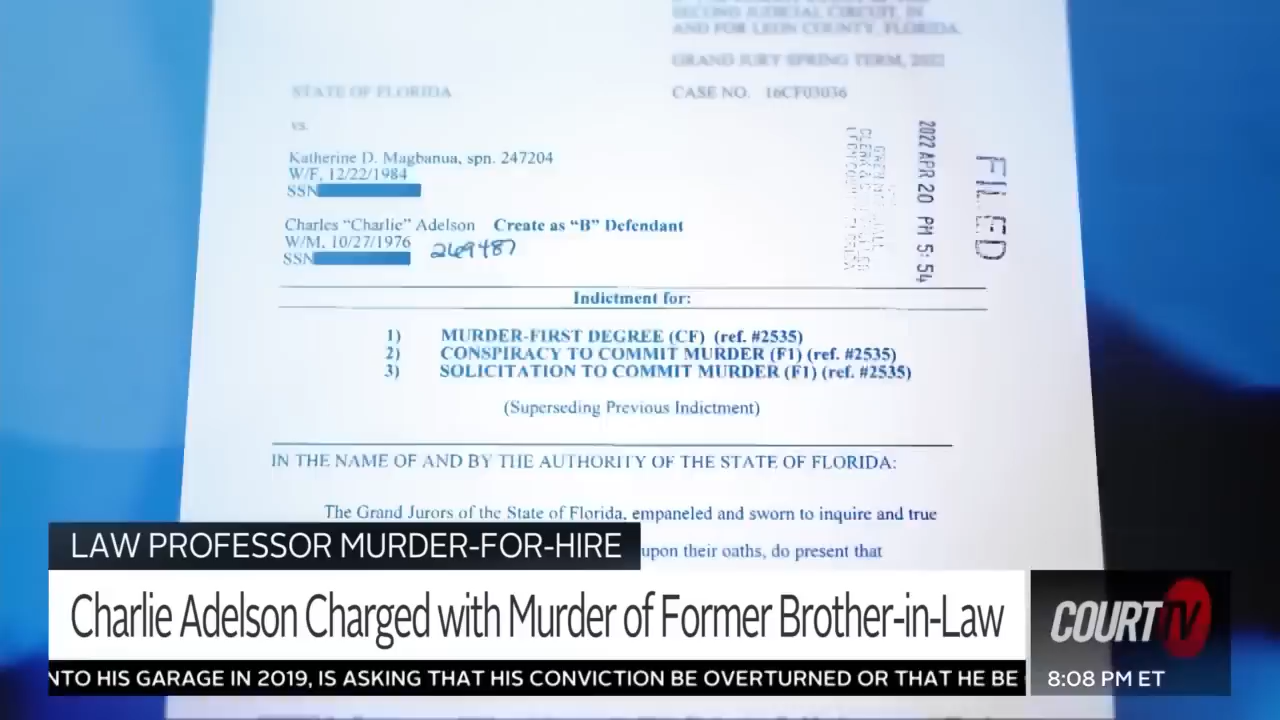 SECOND JUDICIAL CIRCUIT, IN
AND FOR LEON COUNTY, FLORIDA
GRAND JURY SPRING TERM, 2022
STATE OF FLORIDA
CASE NO. 16CF03036
vs.
Katherine D. Magbanua, spn. 247204
W/F, 12/22/1984
SSN
Charles “Charlie” Adelson Create as “B” Defendant
W/M, 10/27/1976 269487
SSN
2022 APR 20 PM 5:54
FILED
Indictment for:
1) MURDER-FIRST DEGREE (CF) (ref. #2535)
2) CONSPIRACY TO COMMIT MURDER (F1) (ref. #2535)
3) SOLICITATION TO COMMIT MURDER (F1) (ref. #2535)
(Superseding Previous Indictment)
IN THE NAME OF AND BY THE AUTHORITY OF THE STATE OF FLORIDA:
The Grand Jurors of the State of Florida, empaneled and sworn to inquire and true
upon their oaths, do present that
LAW PROFESSOR MURDER-FOR-HIRE
Charlie Adelson Charged with Murder of Former Brother-in-Law
COURT TV
NTO HIS GARAGE IN 2019, IS ASKING THAT HIS CONVICTION BE OVERTURNED OR THAT HE BE
8:08 PM ET